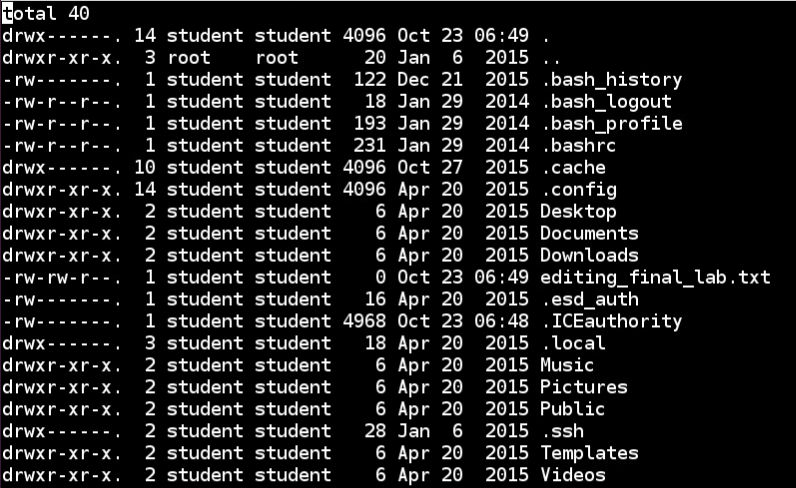 total 40
drwx------. 14 student student 4096 Oct 23 06:49 .
drwxr-xr-x.  3 root    root      20 Jan  6  2015 ..
-rw-------.  1 student student  122 Dec 21  2015 .bash_history
-rw-r--r--.  1 student student   18 Jan 29  2014 .bash_logout
-rw-r--r--.  1 student student  193 Jan 29  2014 .bash_profile
-rw-r--r--.  1 student student  231 Jan 29  2014 .bashrc
drwx------. 10 student student 4096 Oct 27  2015 .cache
drwxr-xr-x. 14 student student 4096 Apr 20  2015 .config
drwxr-xr-x.  2 student student    6 Apr 20  2015 Desktop
drwxr-xr-x.  2 student student    6 Apr 20  2015 Documents
drwxr-xr-x.  2 student student    6 Apr 20  2015 Downloads
-rw-rw-r--.  1 student student    0 Oct 23 06:49 editing_final_lab.txt
-rw-------.  1 student student   16 Apr 20  2015 .esd_auth
-rw-------.  1 student student 4968 Oct 23 06:48 .ICEauthority
drwx------.  3 student student   18 Apr 20  2015 .local
drwxr-xr-x.  2 student student    6 Apr 20  2015 Music
drwxr-xr-x.  2 student student    6 Apr 20  2015 Pictures
drwxr-xr-x.  2 student student    6 Apr 20  2015 Public
drwx------.  2 student student   28 Jan  6  2015 .ssh
drwxr-xr-x.  2 student student    6 Apr 20  2015 Templates
drwxr-xr-x.  2 student student    6 Apr 20  2015 Videos